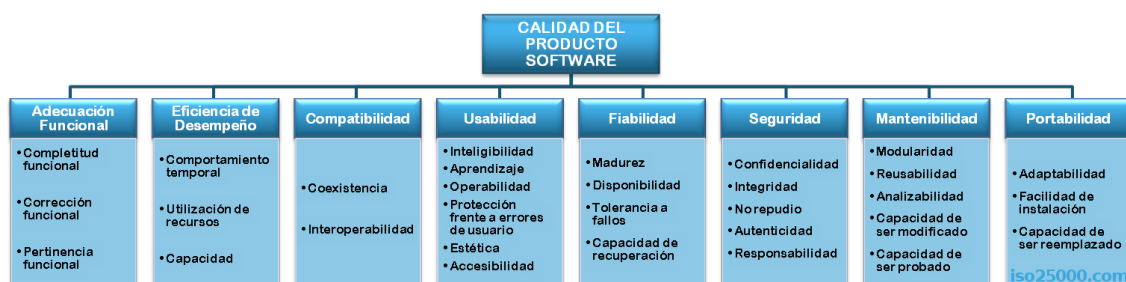 CALIDAD DEL
PRODUCTO
SOFTWARE
Adecuación
Funcional
• Completitud
funcional
• Corrección
funcional
• Pertinencia
funcional
Eficiencia de
Desempeño
• Comportamiento
temporal
• Utilización de
recursos
• Capacidad
Compatibilidad
• Coexistencia
• Interoperabilidad
Usabilidad
• Inteligibilidad
• Aprendizaje
• Operabilidad
• Protección
frente a errores
de usuario
• Estética
• Accesibilidad
Fiabilidad
• Madurez
• Disponibilidad
• Tolerancia a
fallos
• Capacidad de
recuperación
Seguridad
• Confidencialidad
• Integridad
• No repudio
• Autenticidad
• Responsabilidad
Mantenibilidad
• Modularidad
• Reusabilidad
• Analizabilidad
• Capacidad de
ser modificado
• Capacidad de
ser probado
Portabilidad
• Adaptabilidad
• Facilidad de
instalación
• Capacidad de
ser reemplazado
iso25000.com